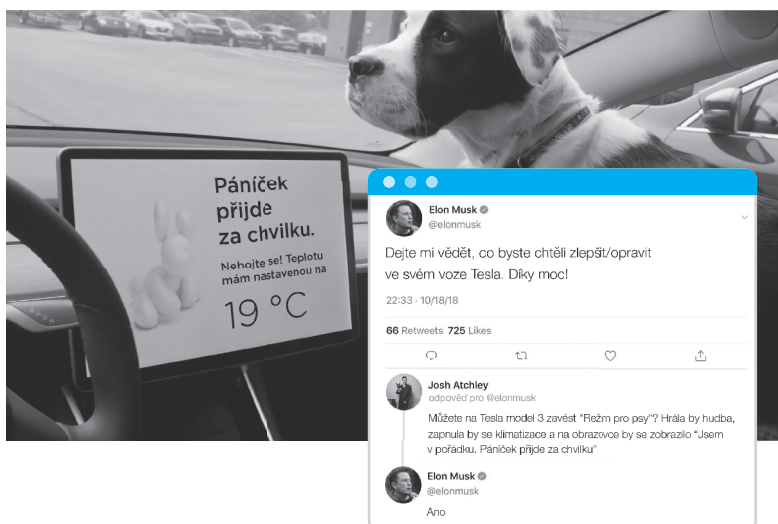 Páníček
přijde
za chvilku.
Nebojte se! Teplotu
mám nastavenou na
19 °C
Elon Musk
@elonmusk
Dejte mi vědět, co byste chtěli zlepšit/opravit
ve svém voze Tesla. Díky moc!
22:33 · 10/18/18
66 Retweets 725 Likes
Josh Atchley
odpověď pro @elonmusk
Můžete na Tesla model 3 zavést “Režm pro psy”? Hrála by hudba,
zapnula by se klimatizace a na obrazovce by se zobrazilo “Jsem
v pořádku. Páníček přijde za chvilku”
Elon Musk
@elonmusk
Ano